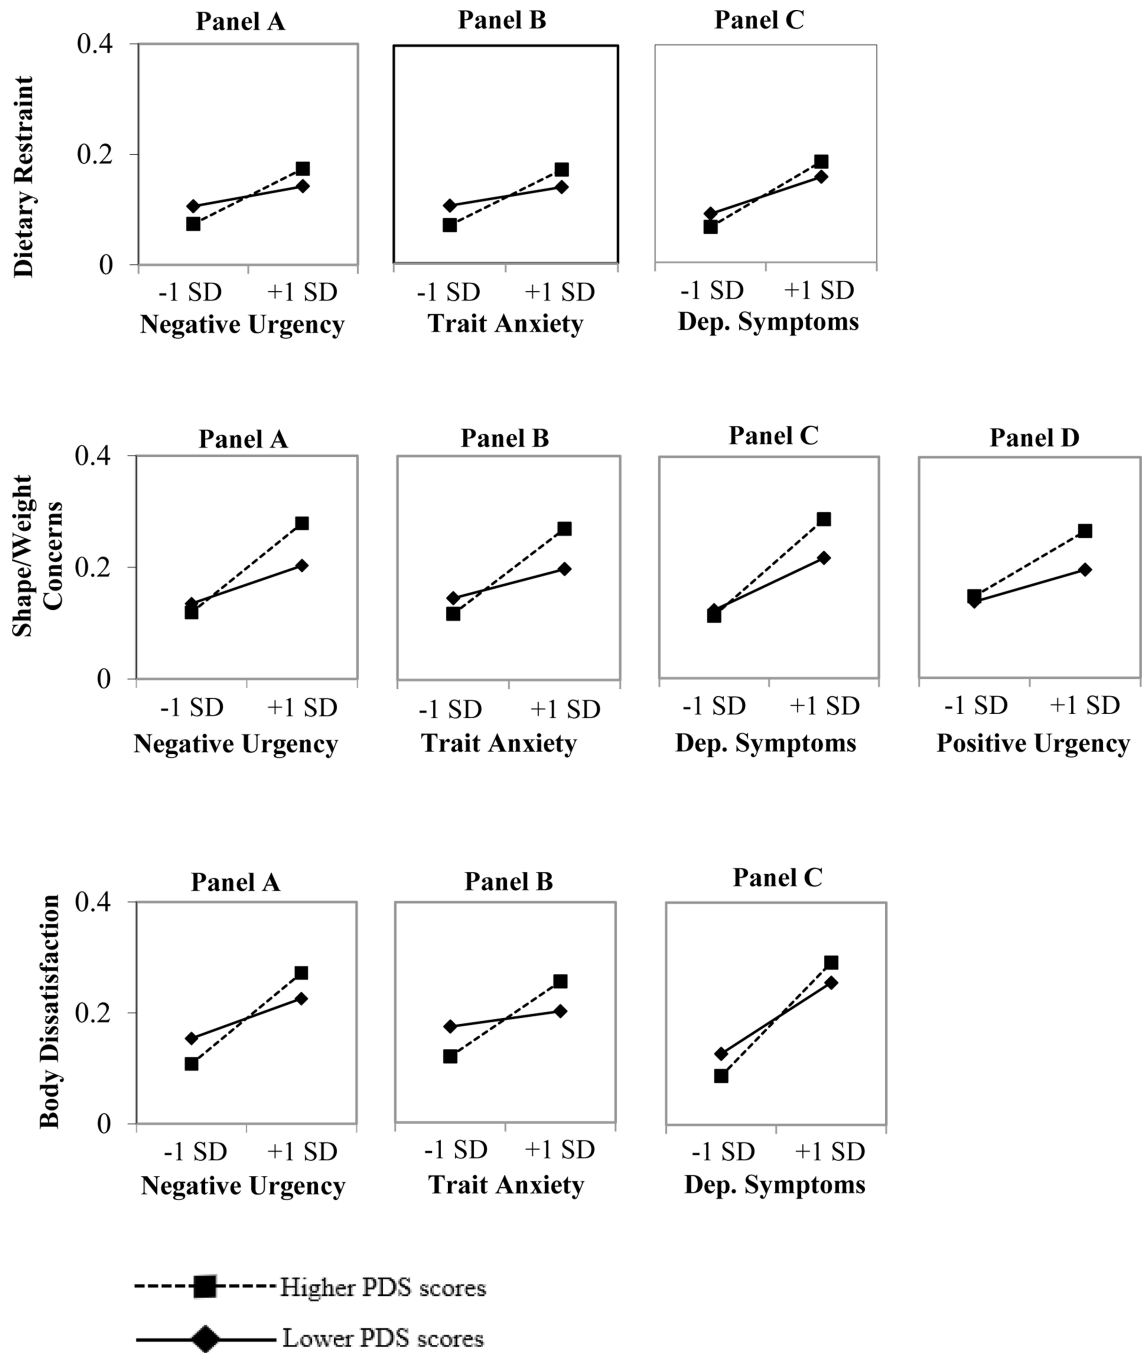 Panel A
Panel B
Panel C
0.4
0.2
0
Dietary Restraint
-1 SD
+1 SD
-1 SD
+1 SD
-1 SD
+1 SD
Negative Urgency
Trait Anxiety
Dep. Symptoms
Panel A
Panel B
Panel C
Panel D
0.4
0.2
0
Shape/Weight
Concerns
-1 SD
+1 SD
-1 SD
+1 SD
-1 SD
+1 SD
-1 SD
+1 SD
Negative Urgency
Trait Anxiety
Dep. Symptoms
Positive Urgency
Panel A
Panel B
Panel C
0.4
0.2
0
Body Dissatisfaction
-1 SD
+1 SD
-1 SD
+1 SD
-1 SD
+1 SD
Negative Urgency
Trait Anxiety
Dep. Symptoms
Higher PDS scores
Lower PDS scores